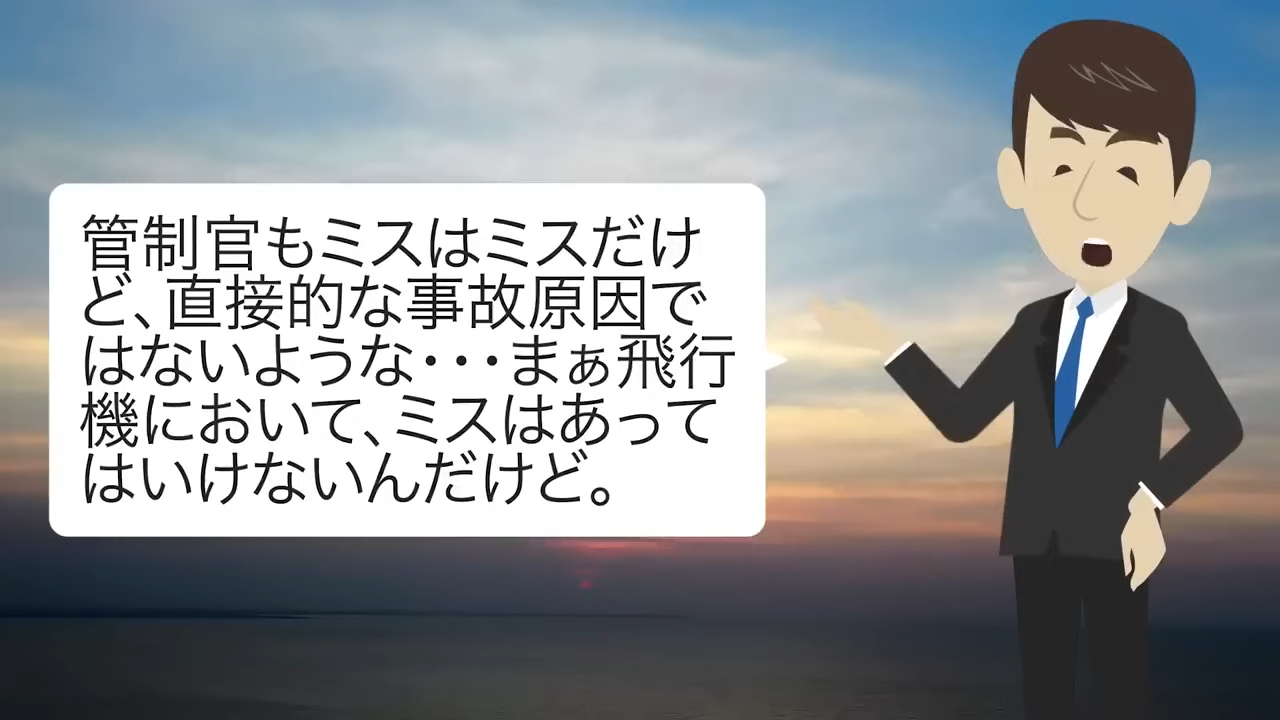 管制官もミスはミスだけ
ど、直接的な事故原因で
はないような・・・まぁ飛行
機において、ミスはあって
はいけないんだけど。